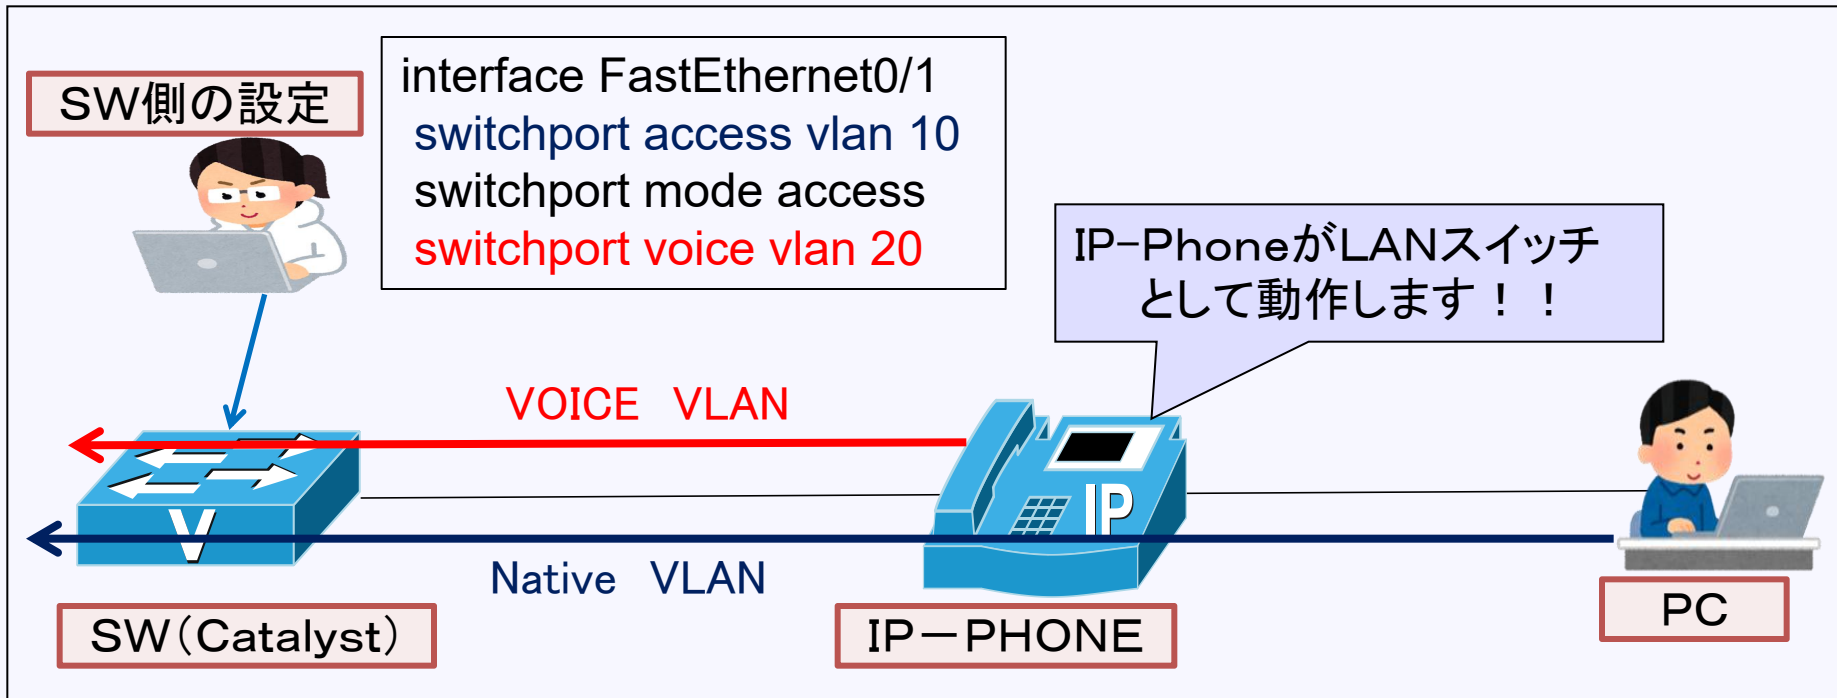 SW側の設定
interface FastEthernet0/1
switchport access vlan 10
switchport mode access
switchport voice vlan 20
IP-PhoneがLANスイッチ
として動作します！！
VOICE VLAN
V
IP
Native VLAN
SW(Catalyst)
IP－PHONE
PC